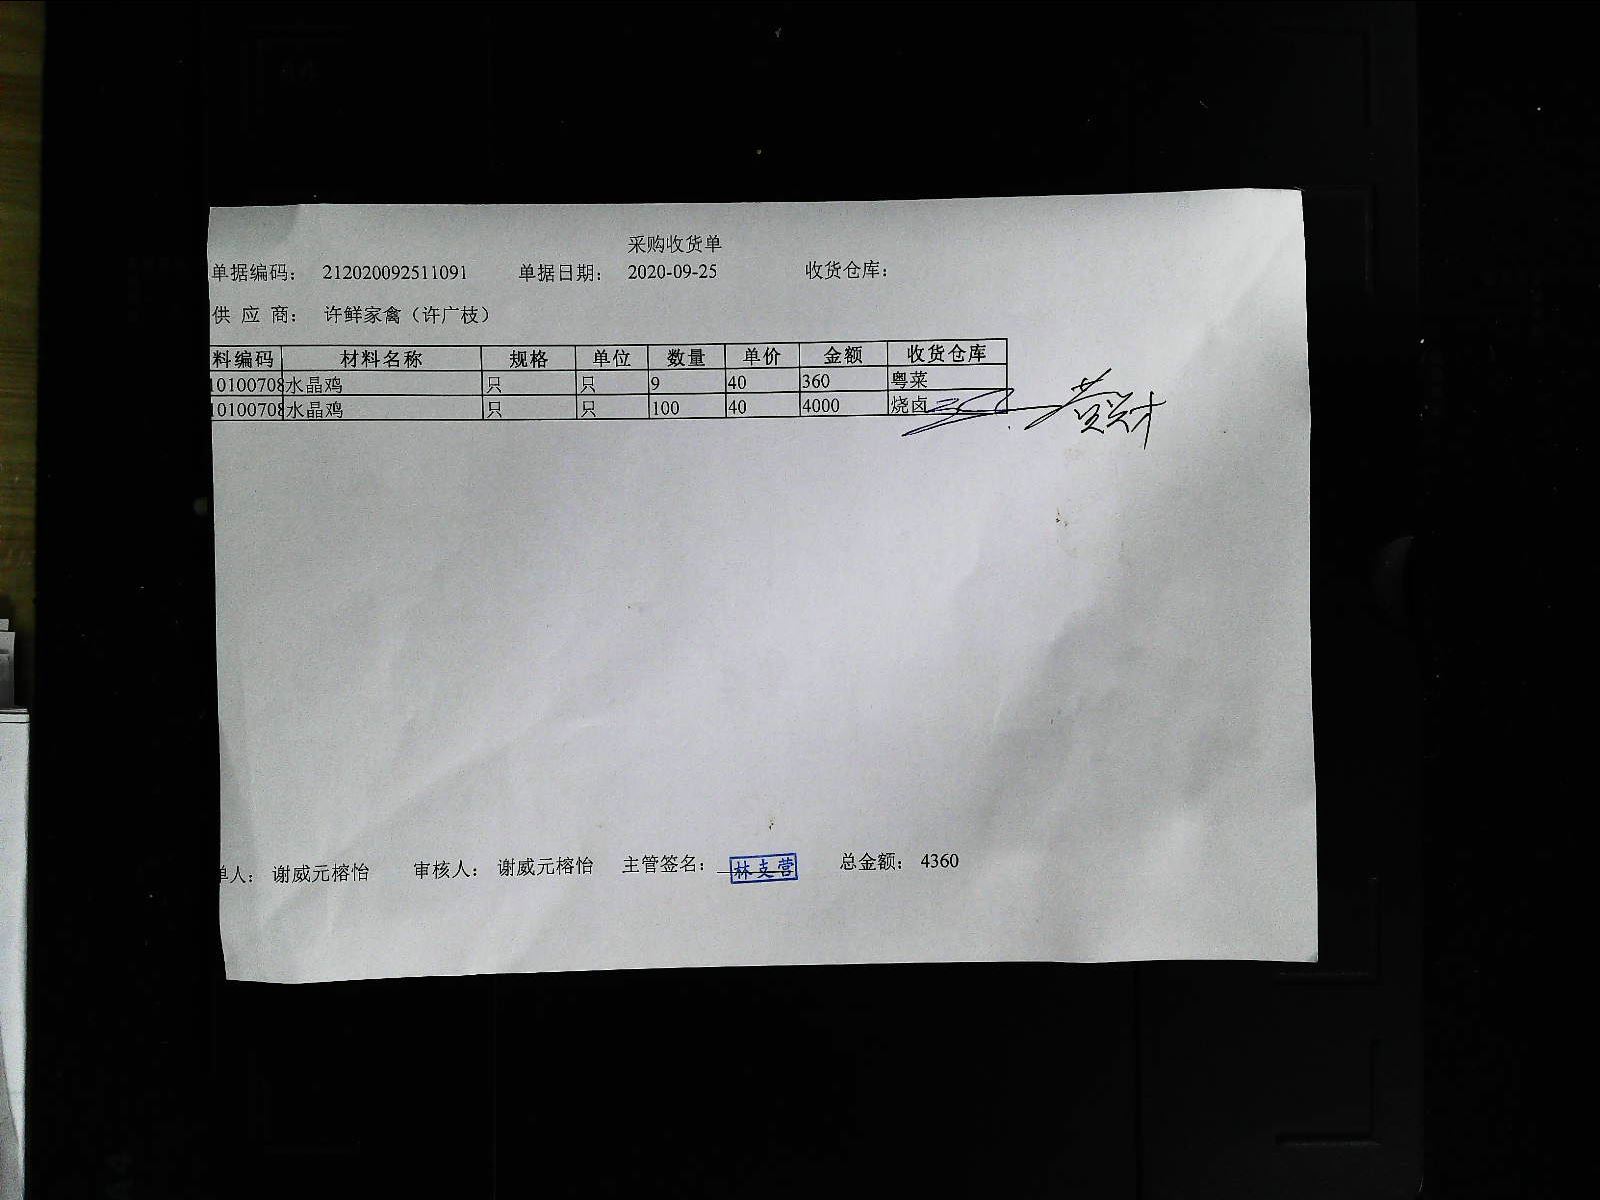 采购收货单
单据编码： 212020092511091 单据日期： 2020-09-25 收货仓库：
供 应 商： 许鲜家禽（许广枝）
料编码 材料名称 规格 单位 数量 单价 金额 收货仓库
10100708 水晶鸡 只 只 9 40 360 粤菜
10100708 水晶鸡 只 只 100 40 4000 烧卤
单人： 谢威元榕怡 审核人： 谢威元榕怡 主管签名： 林支营 总金额： 4360